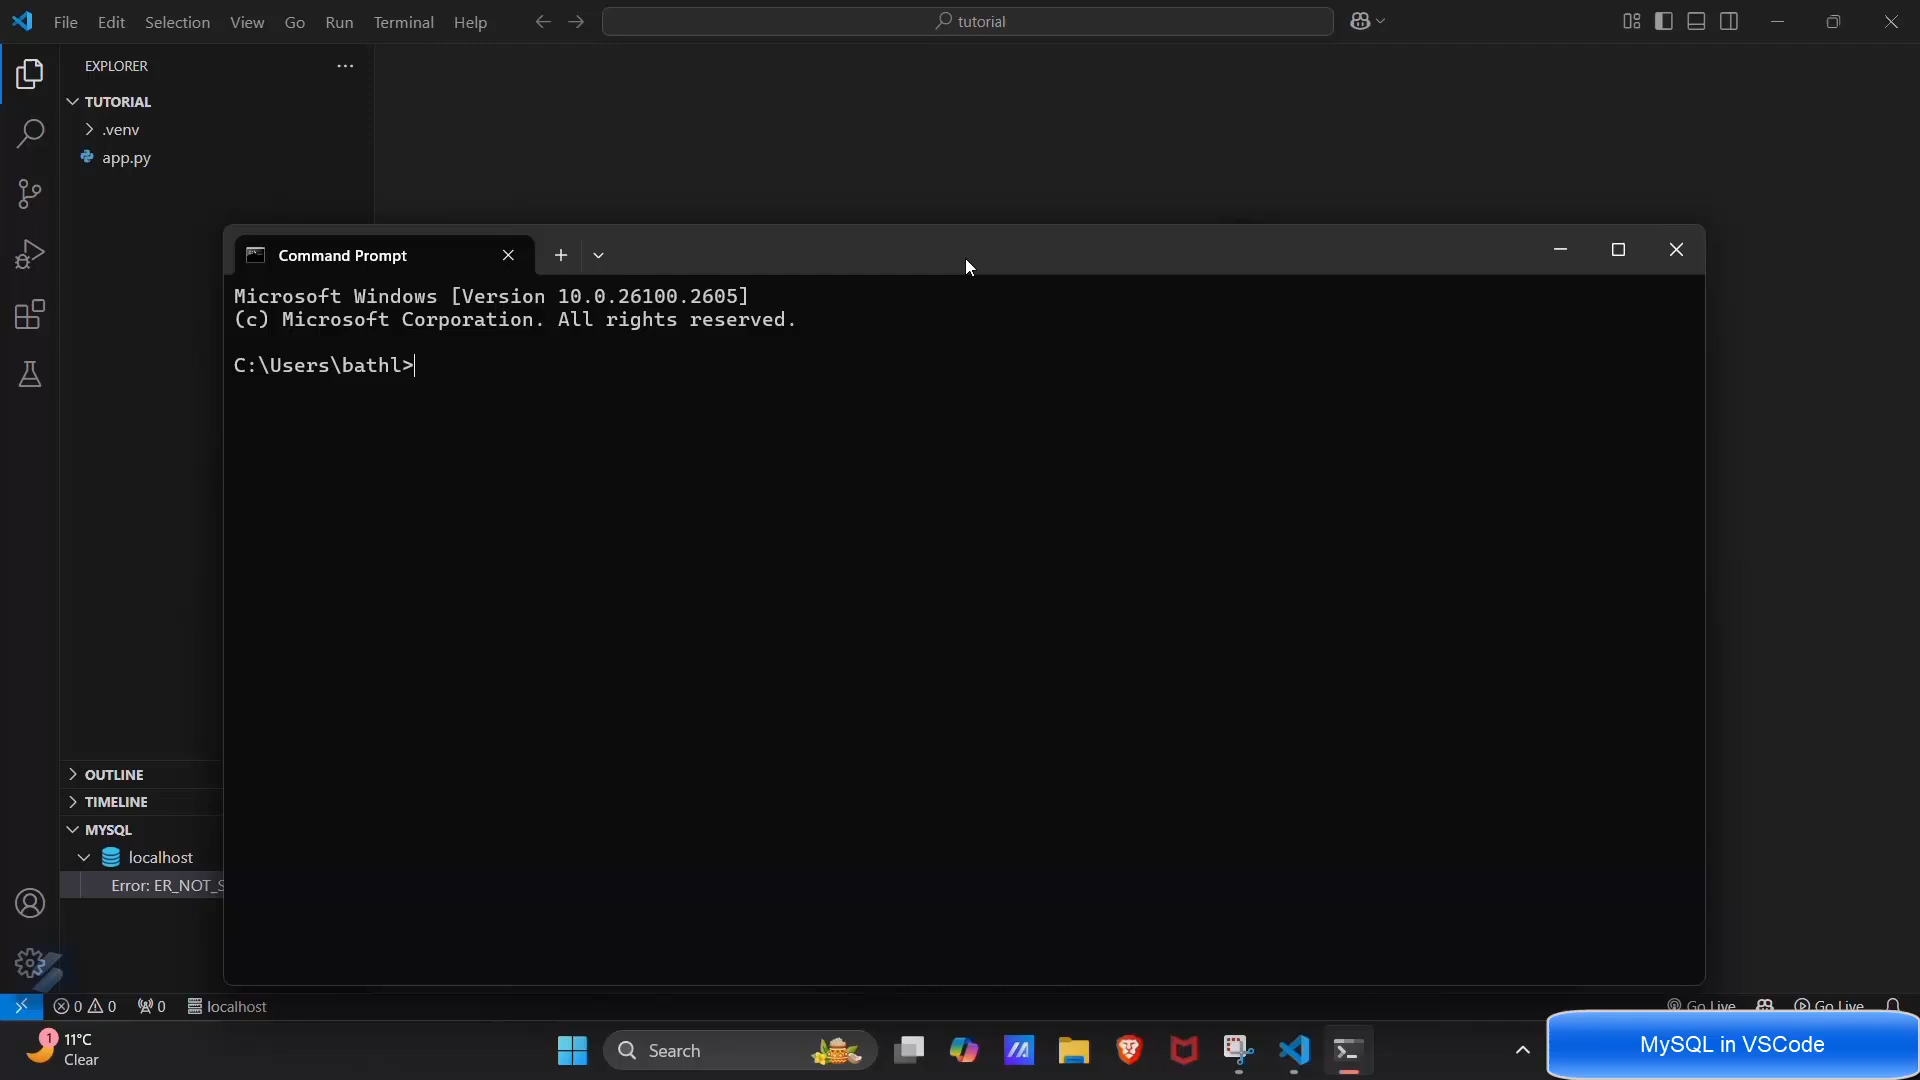 File Edit Selection View Go Run Terminal Help
tutorial
EXPLORER
TUTORIAL
.venv
app.py
Command Prompt
Microsoft Windows [Version 10.0.26100.2605]
(c) Microsoft Corporation. All rights reserved.
C:\Users\bathl>
OUTLINE
TIMELINE
MYSQL
localhost
Error: ER_NOT_S
0 0 0 localhost
Go Live Go Live
1
11°C
Clear
Search
MySQL in VSCode